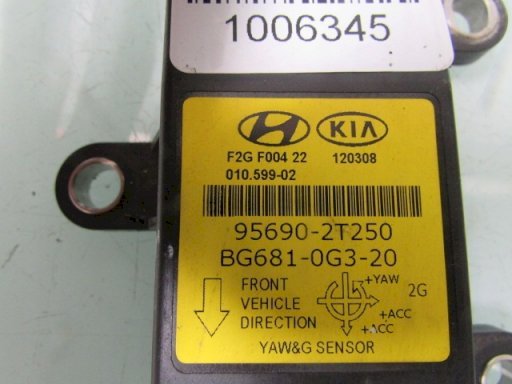 1006345
KIA
F2G F004 22 120308
010.599-02
95690-2T250
BG681-0G3-20
FRONT +YAW
VEHICLE 2G
DIRECTION +ACC
+ACC
YAW&G SENSOR